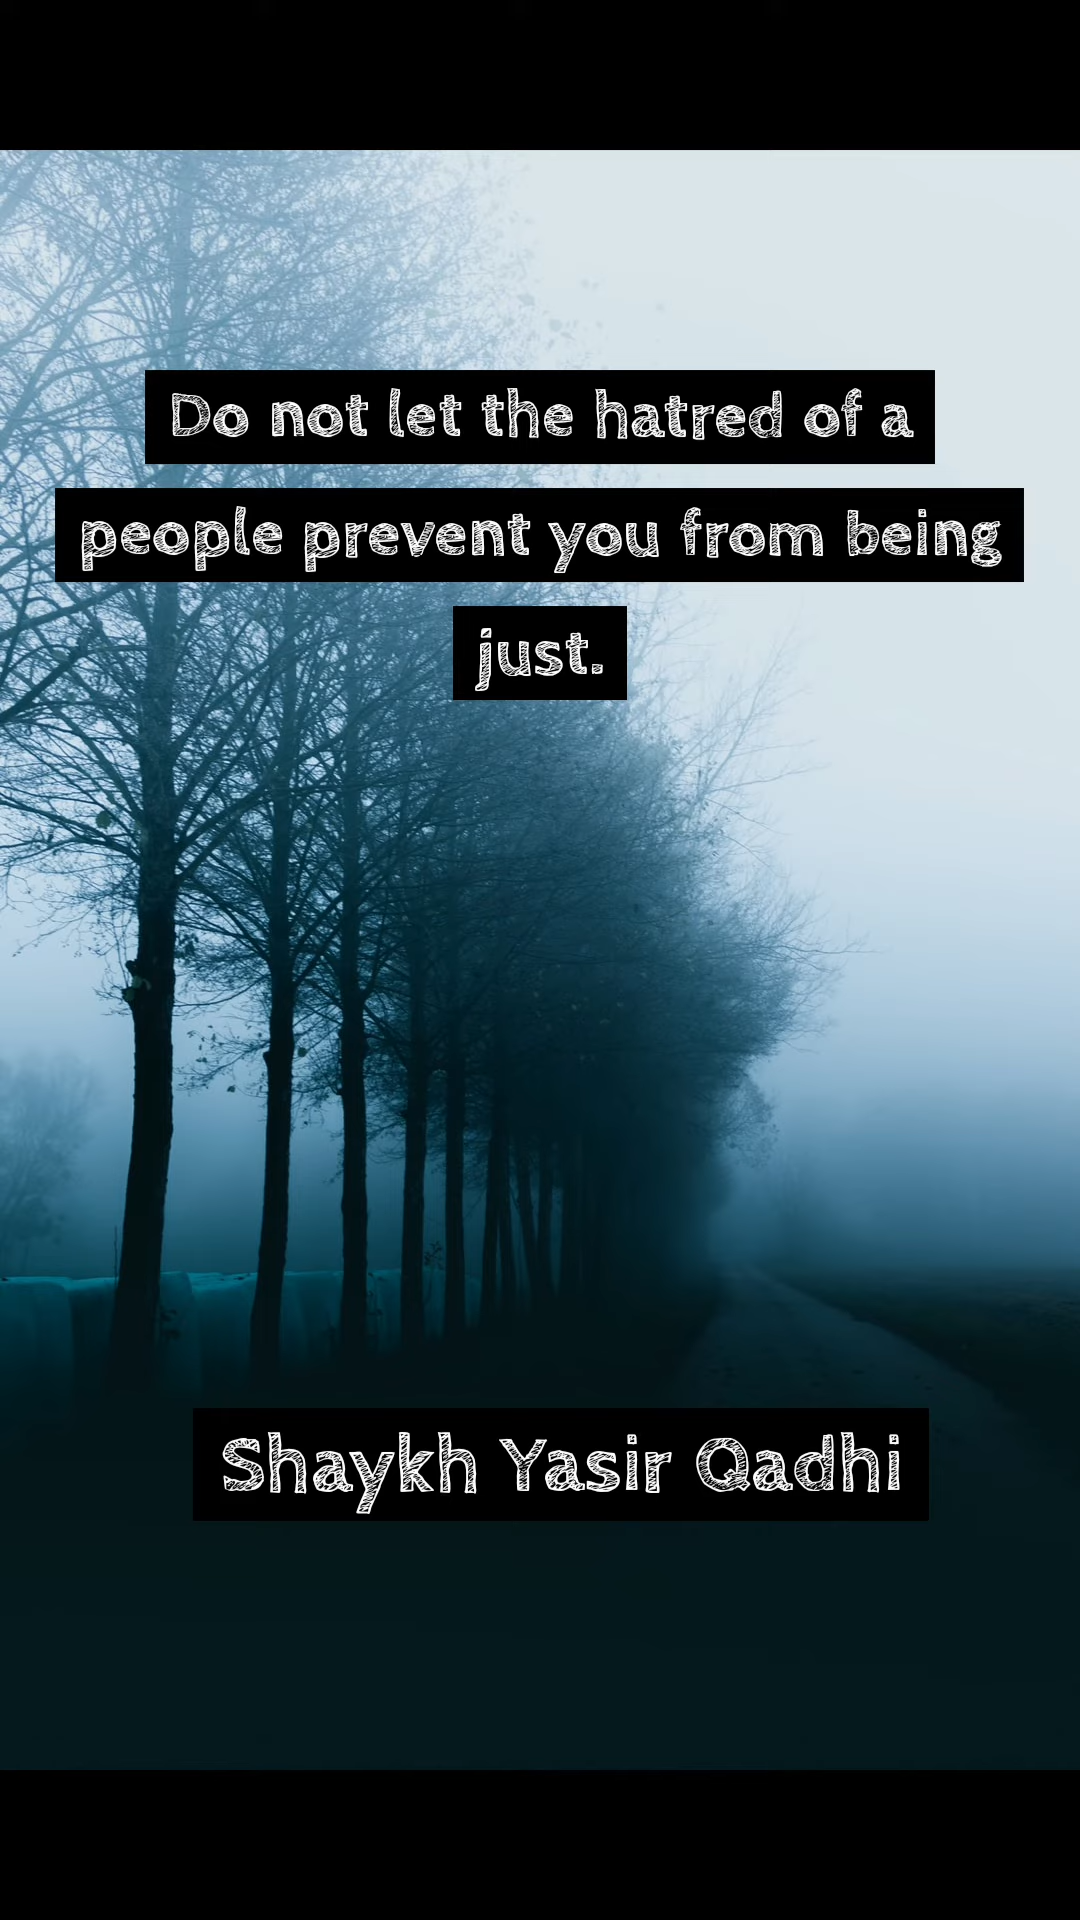 Do not let the hatred of a
people prevent you from being
just.
Shaykh Yasir Qadhi